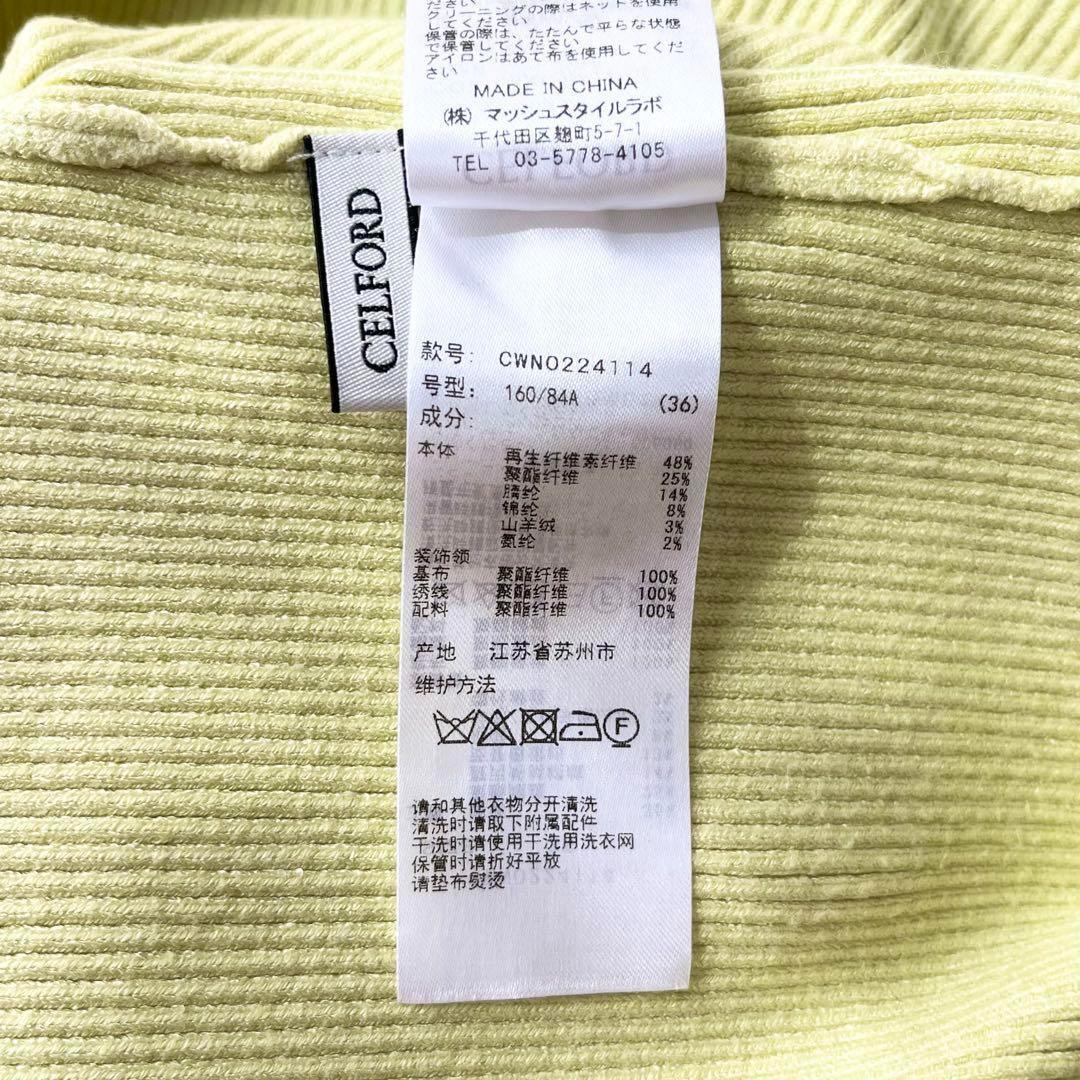 クリーニングの際はネットを使用
してください
保管の際は、たたんで平らな状態
で保管してください
アイロンはあて布を使用してくだ
さい
MADE IN CHINA
(株) マッシュスタイルラボ
千代田区麹町5-7-1
TEL 03-5778-4105
CELFORD
款号: CWNO224114
号型: 160/84A (36)
成分:
本体 再生纤维素纤维 48%
聚酯纤维 25%
腈纶 14%
锦纶 8%
山羊绒 3%
氨纶 2%
装饰领
基布 聚酯纤维 100%
绣线 聚酯纤维 100%
配料 聚酯纤维 100%
产地 江苏省苏州市
维护方法
F
请和其他衣物分开清洗
清洗时请取下附属配件
干洗时请使用干洗用洗衣网
保管时请折好平放
请垫布熨烫